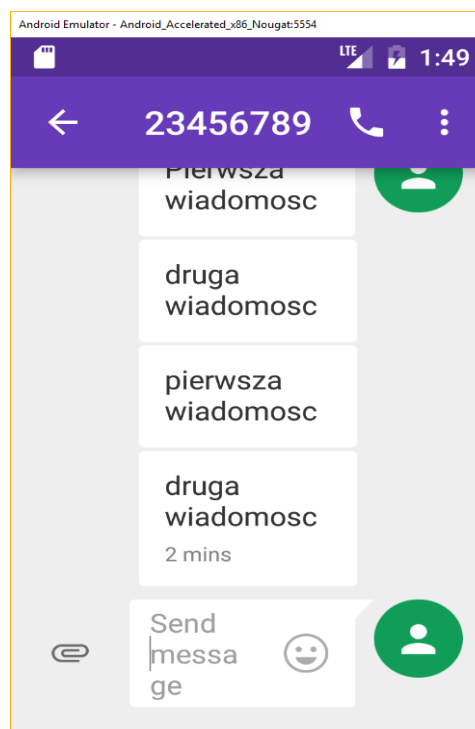 Android Emulator - Android_Accelerated_x86_Nougat:5554
LTE
1:49
23456789
Pierwsza
wiadomosc
druga
wiadomosc
pierwsza
wiadomosc
druga
wiadomosc
2 mins
Send
messa
ge